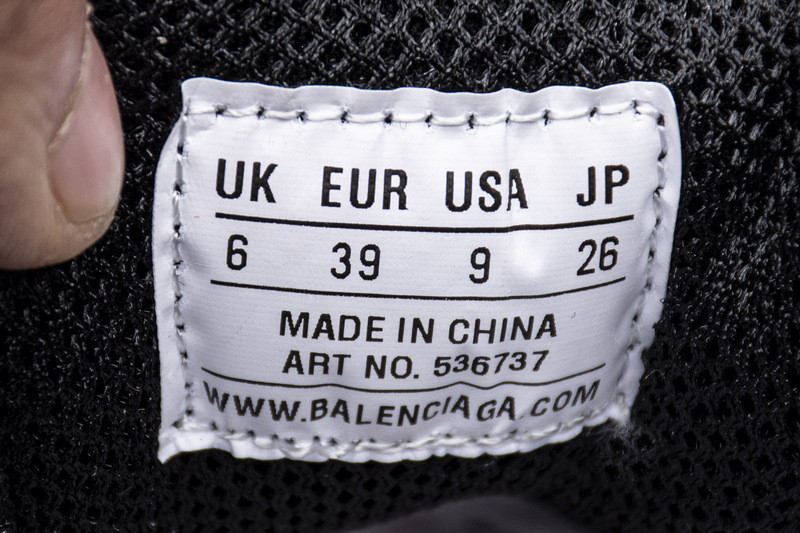 UK EUR USA JP
6 39 9 26
MADE IN CHINA
ART NO. 536737
WWW.BALENCIAGA.COM